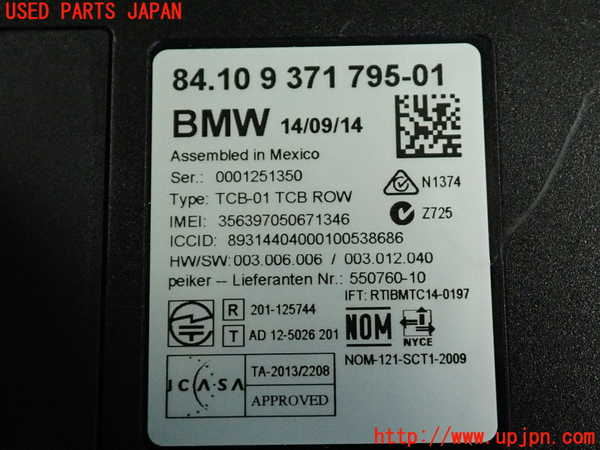 USED PARTS JAPAN
84.10 9 371 795-01
BMW 14/09/14
Assembled in Mexico
Ser.: 0001251350
N1374
Type: TCB-01 TCB ROW
IMEI: 356397050671346
Z725
ICCID: 89314404000100538686
HW/SW: 003.006.006 / 003.012.040
peiker – Lieferanten Nr.: 550760-10
IFT: RTIBMTC14-0197
R 201-125744
T AD 12-5026 201
NOM
NYCE
NOM-121-SCT1-2009
ICASA
TA-2013/2208
APPROVED
http://www.upjpn.com/